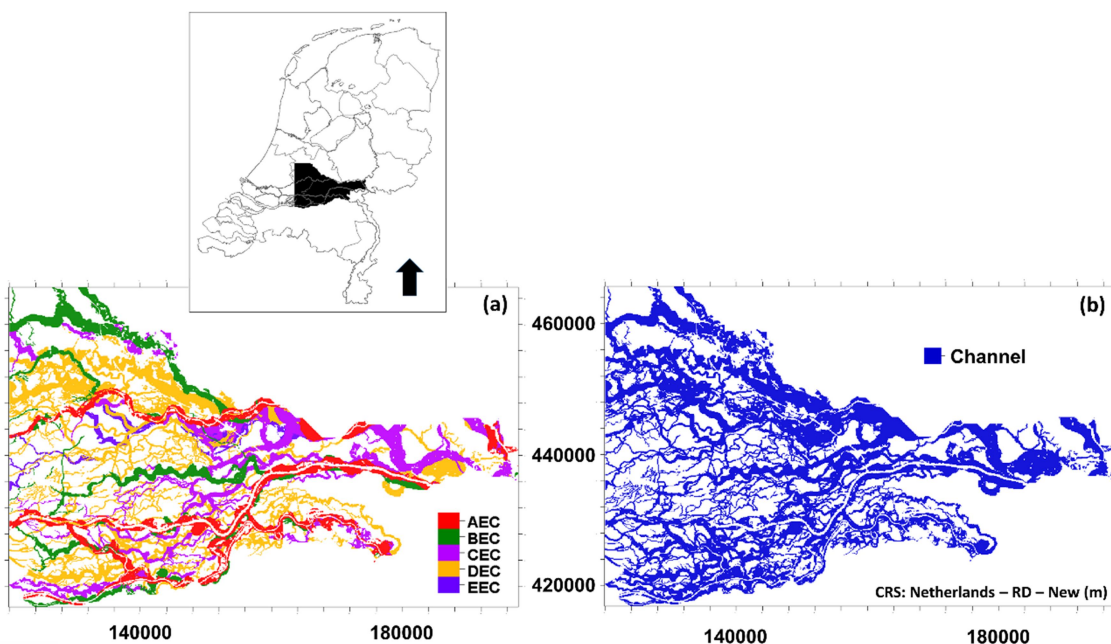 (a)
AEC
BEC
CEC
DEC
EEC
140000
180000
460000
440000
420000
(b)
Channel
CRS: Netherlands – RD – New (m)
140000
180000